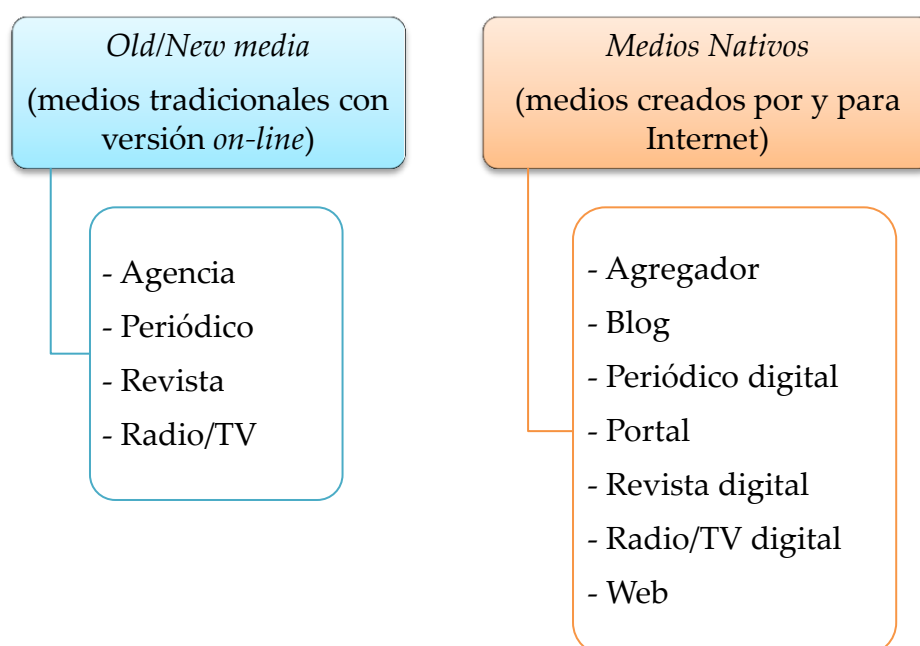 Old/New media
(medios tradicionales con
versión on-line)
- Agencia
- Periódico
- Revista
- Radio/TV
Medios Nativos
(medios creados por y para
Internet)
- Agregador
- Blog
- Periódico digital
- Portal
- Revista digital
- Radio/TV digital
- Web